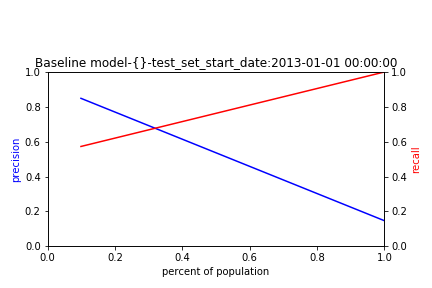 Baseline model-{}-test_set_start_date:2013-01-01 00:00:00
1.0
0.8
0.6
0.4
0.2
0.0
precision
1.0
0.8
0.6
0.4
0.2
0.0
recall
0.0 0.2 0.4 0.6 0.8 1.0
percent of population